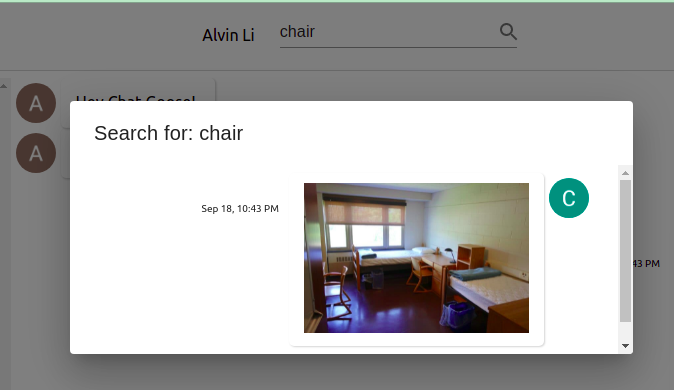 Alvin Li
chair
A
Hey Chat Goose!
Search for: chair
A
Sep 18, 10:43 PM
C
43 PM